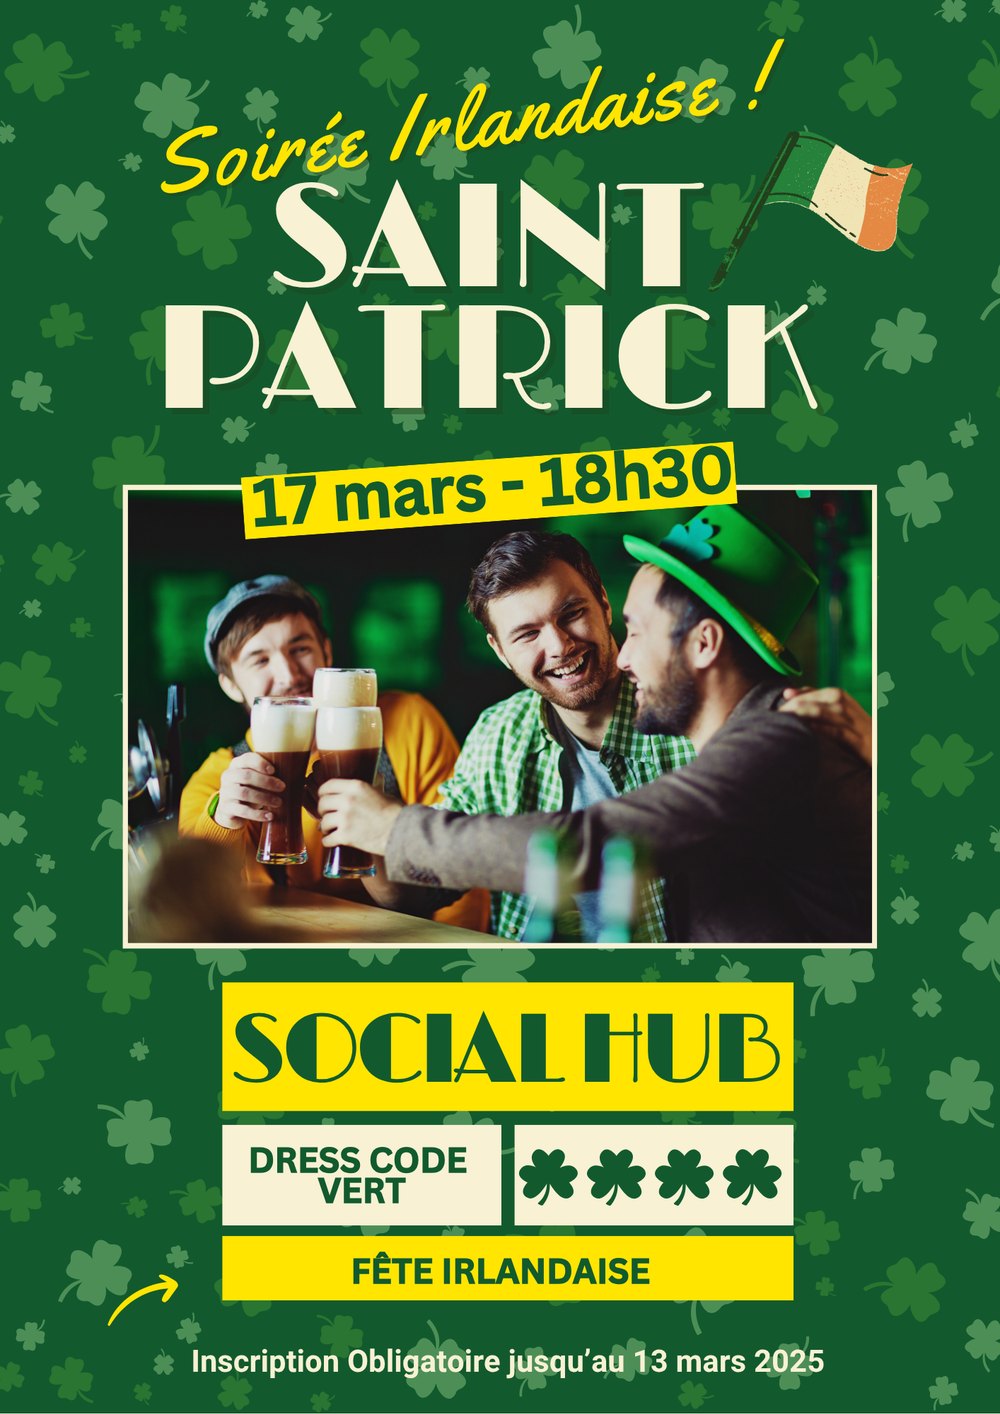 Soirée Irlandaise !
SAINT
PATRICK
17 mars - 18h30
SOCIAL HUB
DRESS CODE
VERT
FÊTE IRLANDAISE
Inscription Obligatoire jusqu'au 13 mars 2025